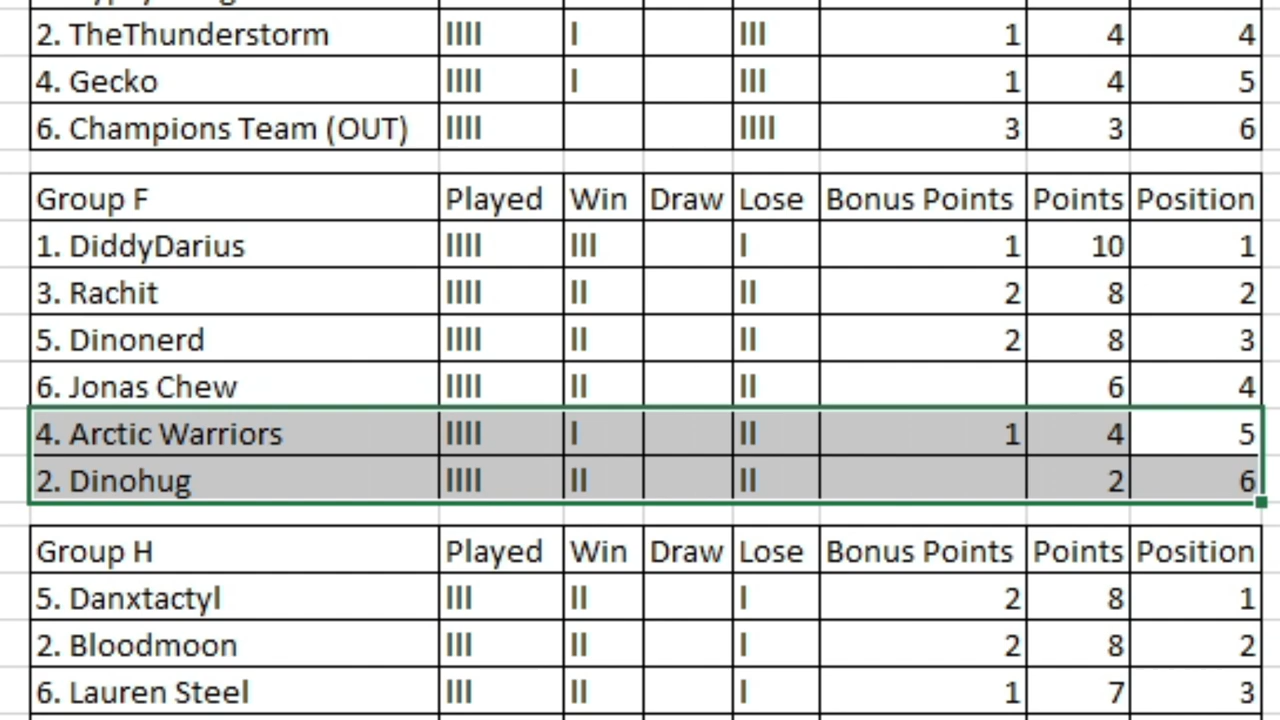 2. TheThunderstorm IIII I III 1 4 4
4. Gecko IIII I III 1 4 5
6. Champions Team (OUT) IIII IIII 3 3 6
Group F Played Win Draw Lose Bonus Points Points Position
1. DiddyDarius IIII III I 1 10 1
3. Rachit IIII II II 2 8 2
5. Dinonerd IIII II II 2 8 3
6. Jonas Chew IIII II II 6 4
4. Arctic Warriors IIII I II 1 4 5
2. Dinohug IIII II II 2 6
Group H Played Win Draw Lose Bonus Points Points Position
5. Danxtactyl III II I 2 8 1
2. Bloodmoon III II I 2 8 2
6. Lauren Steel III II I 1 7 3